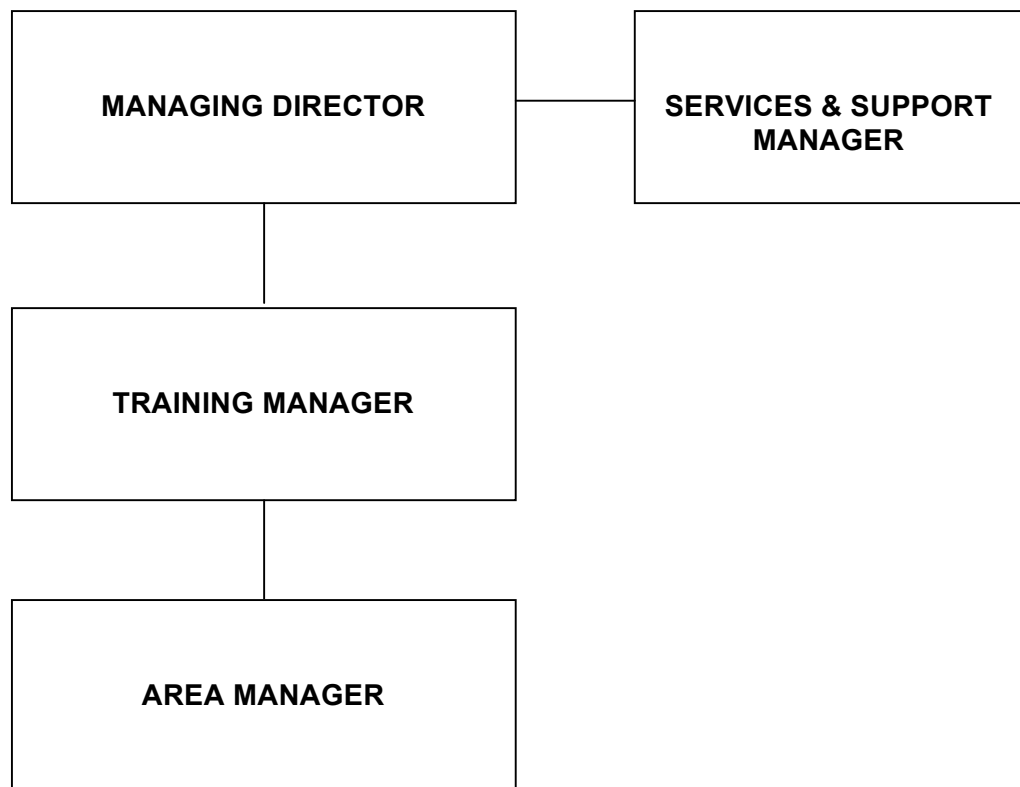 MANAGING DIRECTOR
SERVICES & SUPPORT
MANAGER
TRAINING MANAGER
AREA MANAGER